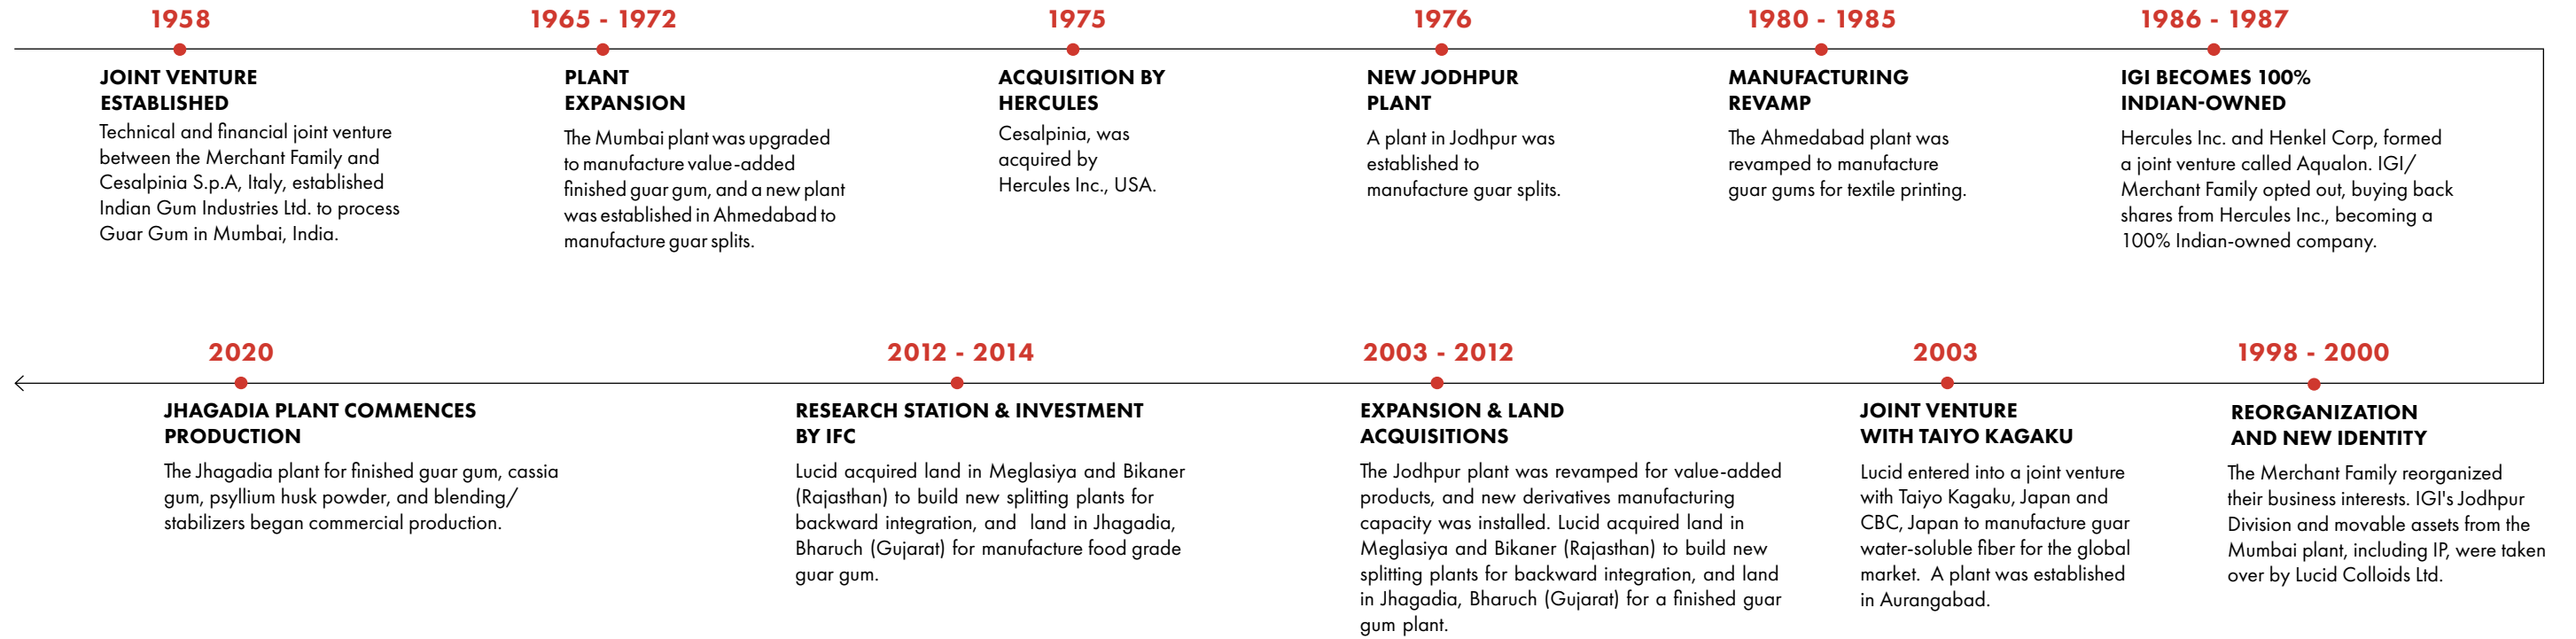 1958
JOINT VENTURE
ESTABLISHED
Technical and financial joint venture
between the Merchant Family and
Cesalpinia S.p.A, Italy, established
Indian Gum Industries Ltd. to process
Guar Gum in Mumbai, India.
1965 - 1972
PLANT
EXPANSION
The Mumbai plant was upgraded
to manufacture value-added
finished guar gum, and a new plant
was established in Ahmedabad to
manufacture guar splits.
1975
ACQUISITION BY
HERCULES
Cesalpinia, was
acquired by
Hercules Inc., USA.
1976
NEW JODHPUR
PLANT
A plant in Jodhpur was
established to
manufacture guar splits.
1980 - 1985
MANUFACTURING
REVAMP
The Ahmedabad plant was
revamped to manufacture
guar gums for textile printing.
1986 - 1987
IGI BECOMES 100%
INDIAN-OWNED
Hercules Inc. and Henkel Corp, formed
a joint venture called Aqualon. IGI/
Merchant Family opted out, buying back
shares from Hercules Inc., becoming a
100% Indian-owned company.
1998 - 2000
REORGANIZATION
AND NEW IDENTITY
The Merchant Family reorganized
their business interests. IGI's Jodhpur
Division and movable assets from the
Mumbai plant, including IP, were taken
over by Lucid Colloids Ltd.
2003
JOINT VENTURE
WITH TAIYO KAGAKU
Lucid entered into a joint venture
with Taiyo Kagaku, Japan and
CBC, Japan to manufacture guar
water-soluble fiber for the global
market. A plant was established
in Aurangabad.
2003 - 2012
EXPANSION & LAND
ACQUISITIONS
The Jodhpur plant was revamped for value-added
products, and new derivatives manufacturing
capacity was installed. Lucid acquired land in
Meglasiya and Bikaner (Rajasthan) to build new
splitting plants for backward integration, and land
in Jhagadia, Bharuch (Gujarat) for a finished guar
gum plant.
2012 - 2014
RESEARCH STATION & INVESTMENT
BY IFC
Lucid acquired land in Meglasiya and Bikaner
(Rajasthan) to build new splitting plants for
backward integration, and land in Jhagadia,
Bharuch (Gujarat) for manufacture food grade
guar gum.
2020
JHAGADIA PLANT COMMENCES
PRODUCTION
The Jhagadia plant for finished guar gum, cassia
gum, psyllium husk powder, and blending/
stabilizers began commercial production.